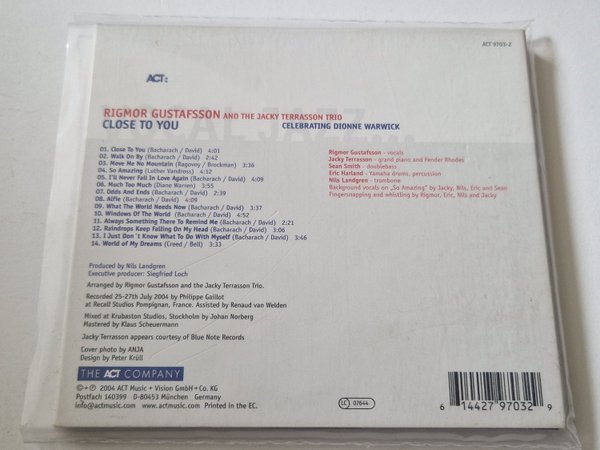 ACT 9703-2
ACT:
VOCAL JAZZ...
RIGMOR GUSTAFSSON AND THE JACKY TERRASSON TRIO
CLOSE TO YOU CELEBRATING DIONNE WARWICK
01. Close To You (Bacharach / David) 4:01
02. Walk On By (Bacharach / David) 2:42
03. Move Me No Mountain (Ragovoy / Brockman) 3:36
04. So Amazing (Luther Vandross) 4:32
05. I'll Never Fall In Love Again (Bacharach / David) 4:12
06. Much Too Much (Diane Warren) 3:55
07. Odds And Ends (Bacharach / David) 2:39
08. Alfie (Bacharach / David) 4:30
09. What The World Needs Now (Bacharach / David) 3:36
10. Windows Of The World (Bacharach / David) 4:52
11. Always Something There To Remind Me (Bacharach / David) 2:21
12. Raindrops Keep Falling On My Head (Bacharach / David) 3:06
13. I Just Don´t Know What To Do With Myself (Bacharach / David) 3:46
14. World of My Dreams (Creed / Bell) 3:33
Rigmor Gustafsson - vocals
Jacky Terrasson - grand piano and Fender Rhodes
Sean Smith - doublebass
Eric Harland - Yamaha drums, percussion
Nils Landgren - trombone
Background vocals on „So Amazing“ by Jacky, Nils, Eric and Sean
Fingersnapping and whistling by Rigmor, Eric, Nils and Jacky
Produced by Nils Landgren
Executive producer: Siegfried Loch
Arranged by Rigmor Gustafsson and the Jacky Terrasson Trio.
Recorded 25-27th July 2004 by Philippe Gaillot
at Recall Studios Pompignan, France. Assisted by Renaud van Welden
Mixed at Krubaston Studios, Stockholm by Johan Norberg
Mastered by Klaus Scheuermann
Jacky Terrasson appears courtesy of Blue Note Records
Cover photo by ANJA
Design by Peter Krüll
THE ACT COMPANY
©+℗ 2004 ACT Music + Vision GmbH+Co. KG
Postfach 140399 D-80453 München Germany
info@actmusic.com www.actmusic.com Printed in the EC.
LC 07644
6 14427 97032 9